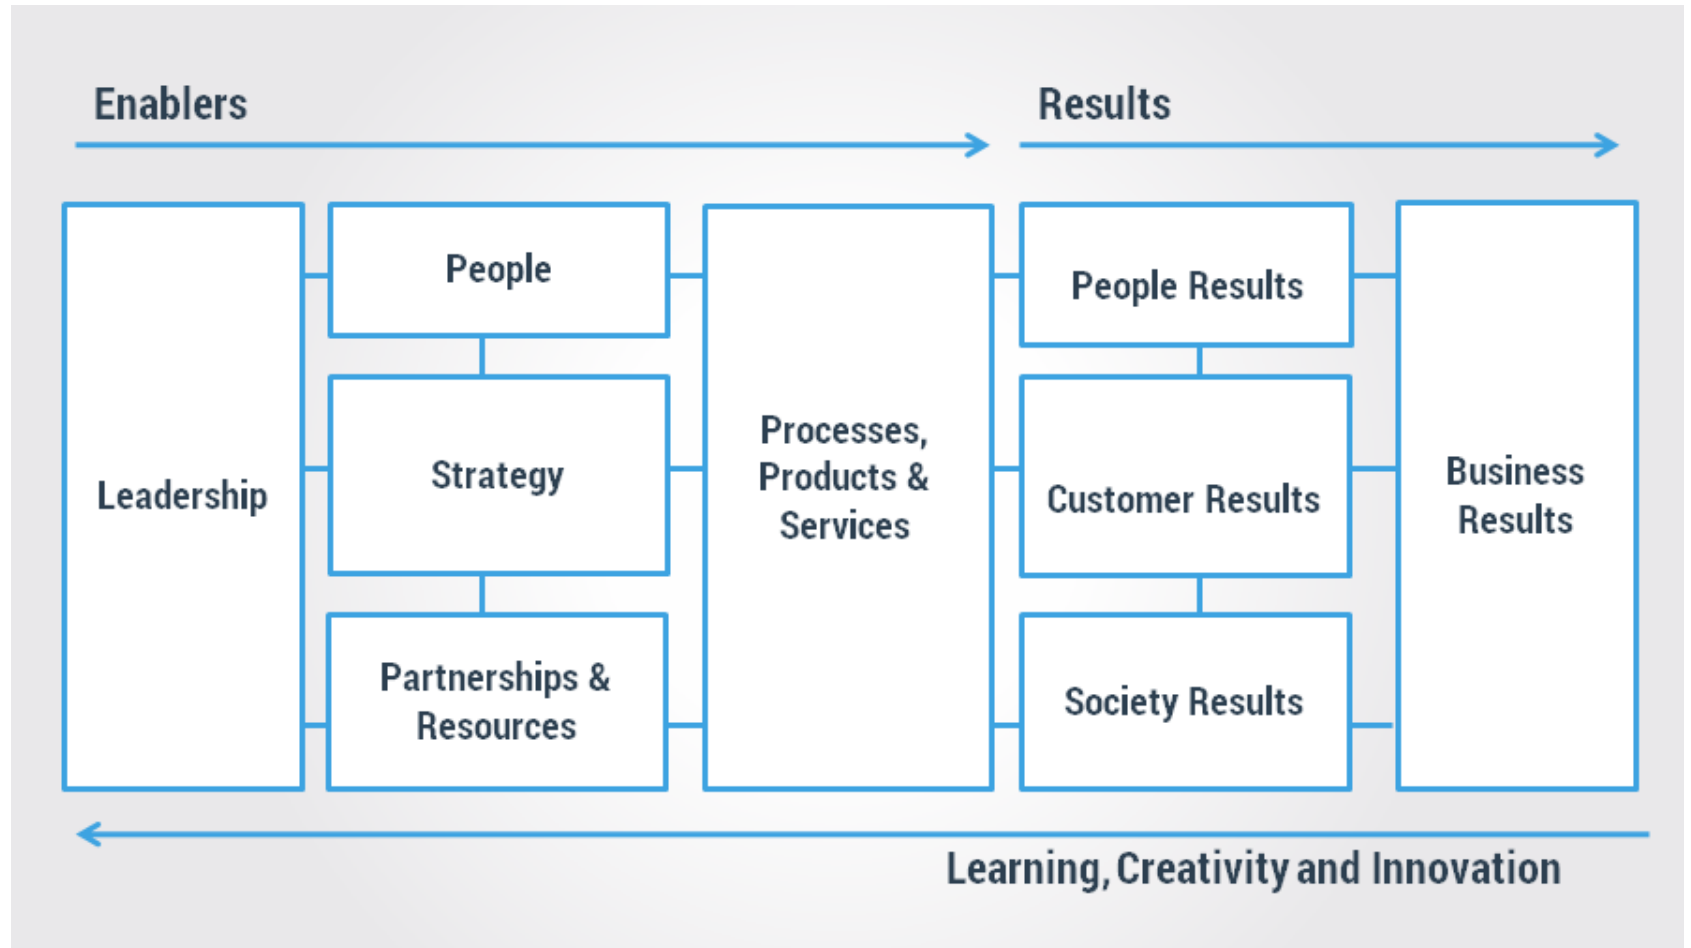 Enablers
Results
Leadership
People
Strategy
Partnerships &
Resources
Processes,
Products &
Services
People Results
Customer Results
Society Results
Business
Results
Learning, Creativity and Innovation